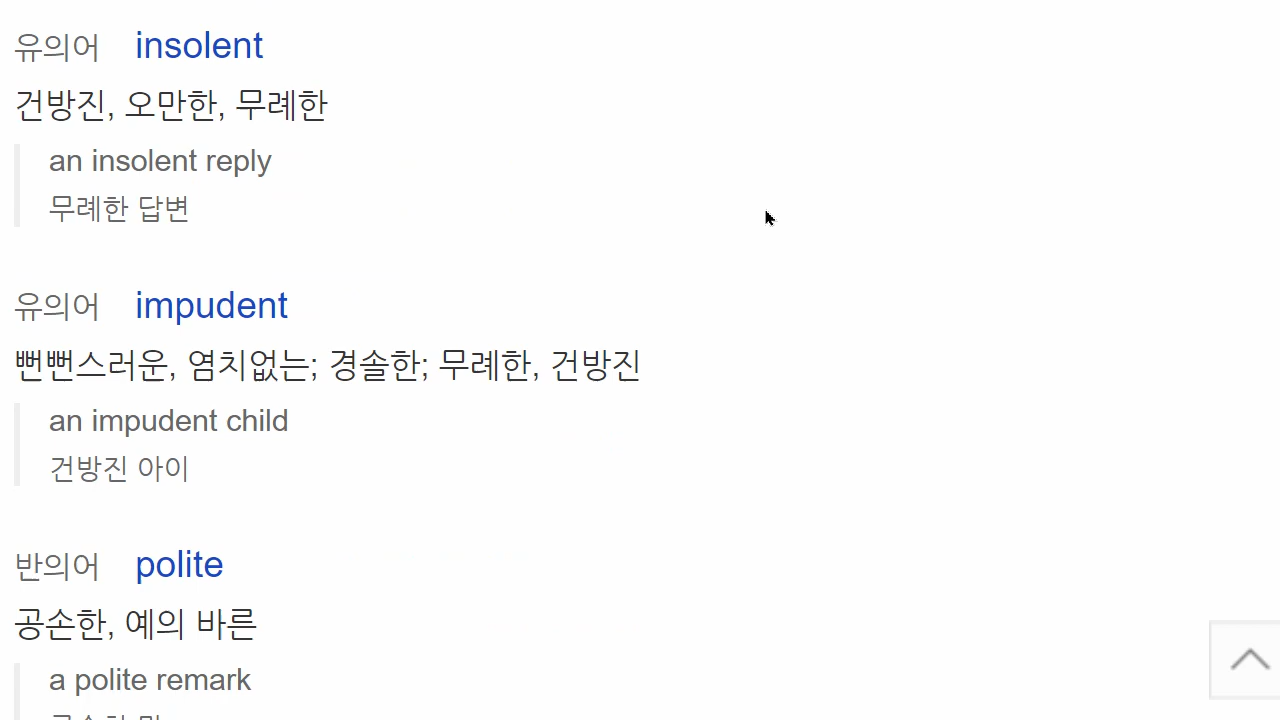 유의어 insolent
건방진, 오만한, 무례한
an insolent reply
무례한 답변
유의어 impudent
뻔뻔스러운, 염치없는; 경솔한; 무례한, 건방진
an impudent child
건방진 아이
반의어 polite
공손한, 예의 바른
a polite remark